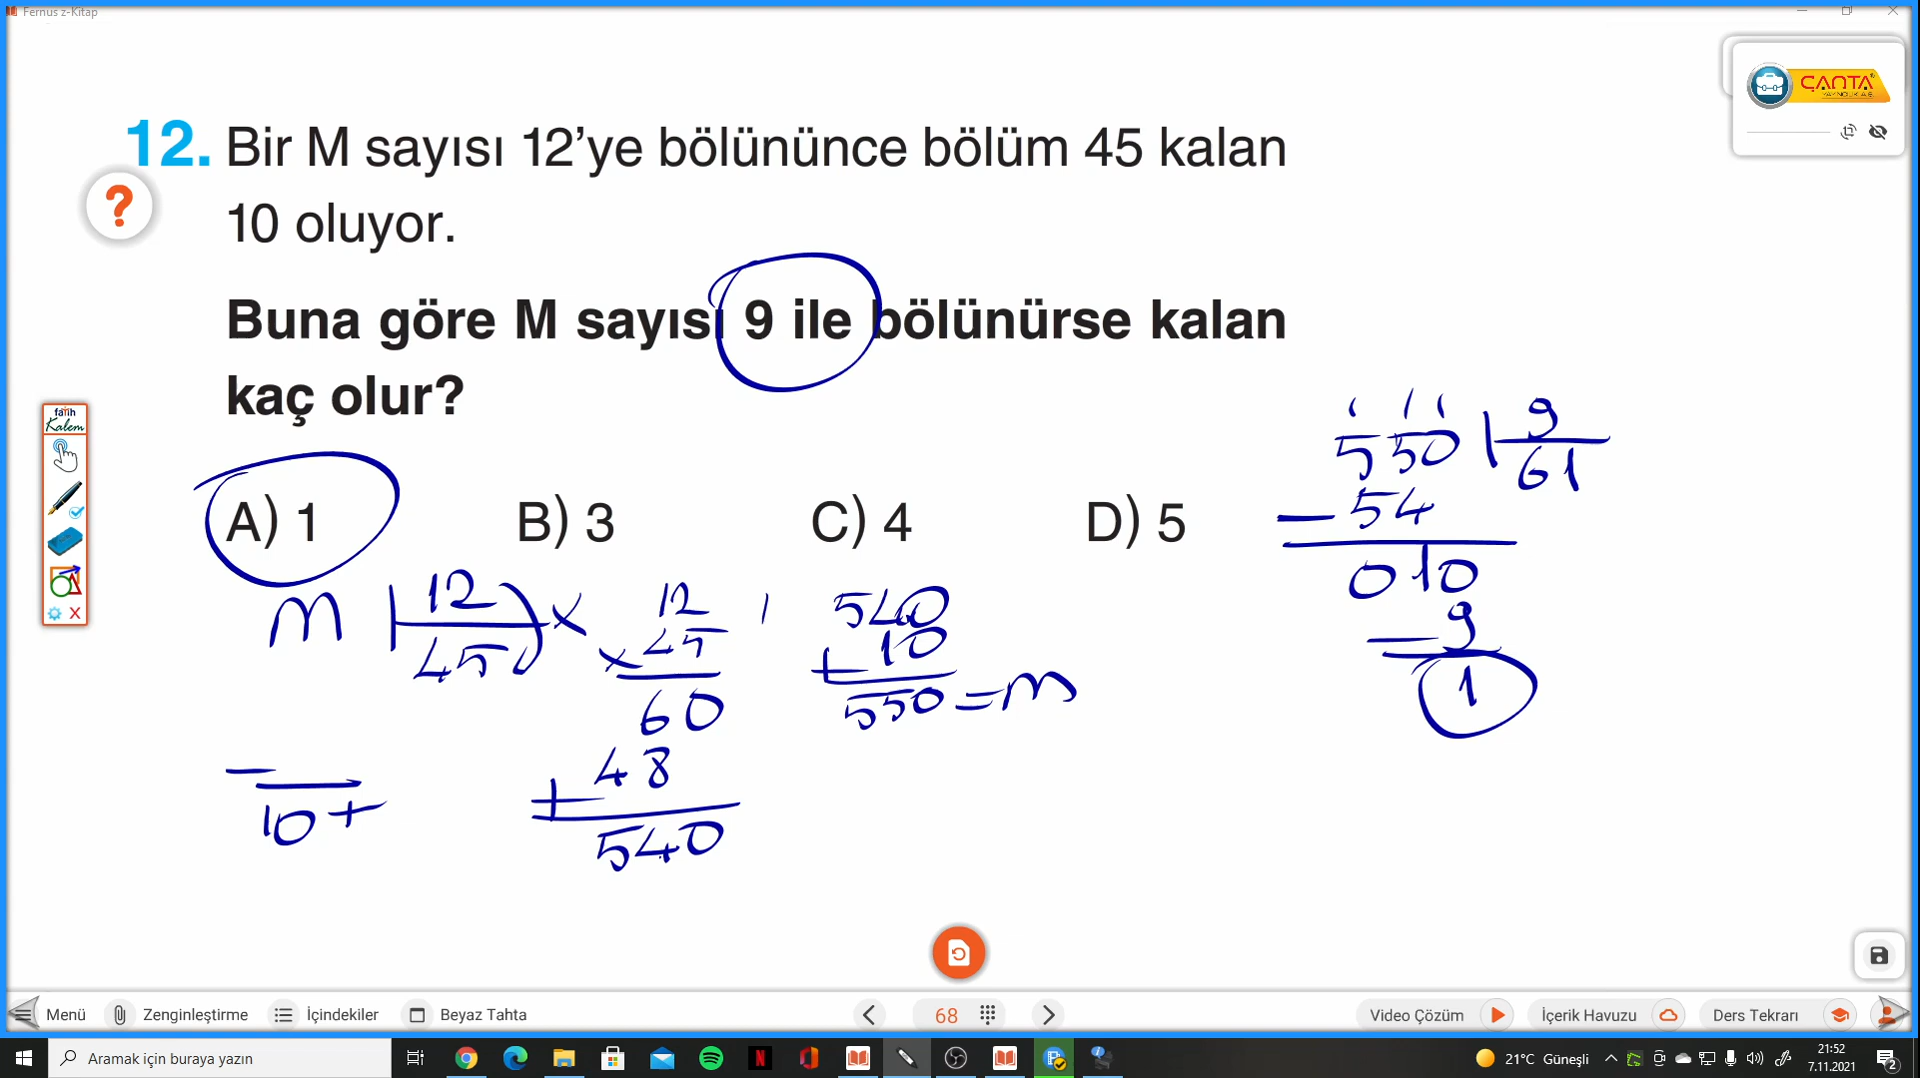 Fernus z-Kitap
ÇANTA
YAYINCILIK A.Ş.
12. Bir M sayısı 12'ye bölününce bölüm 45 kalan
10 oluyor.
?
Buna göre M sayısı 9 ile bölünürse kalan
kaç olur?
fatih
Kalem
A) 1 B) 3 C) 4 D) 5
550 9
61
- 54
010
- 9
1
m 12 x
45
10 +
12
x 45
60
+ 48
540
540
+ 10
550 = m
Menü Zenginleştirme İçindekiler Beyaz Tahta 68 Video Çözüm İçerik Havuzu Ders Tekrarı
Aramak için buraya yazın 21°C Güneşli 21:52
7.11.2021
2